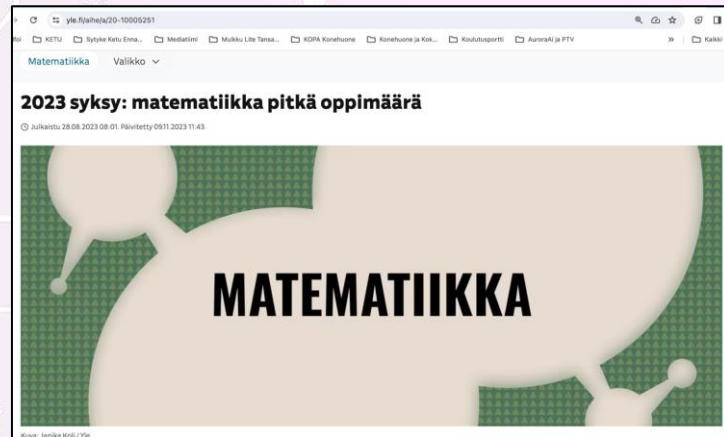 yle.fi/aihe/a/20-10005251
KETU Sytyke Ketu Enna... Mediatiimi Mulkku Lite Tansa... KOPA Konehuone Konehuone ja Kok... Koulutusportti AuroraAI ja PTV » Kaikki
Matematiikka Valikko
2023 syksy: matematiikka pitkä oppimäärä
Julkaistu 28.08.2023 08:01. Päivitetty 09.11.2023 11:43.
MATEMATIIKKA
Kuva: Janika Koli / Yle